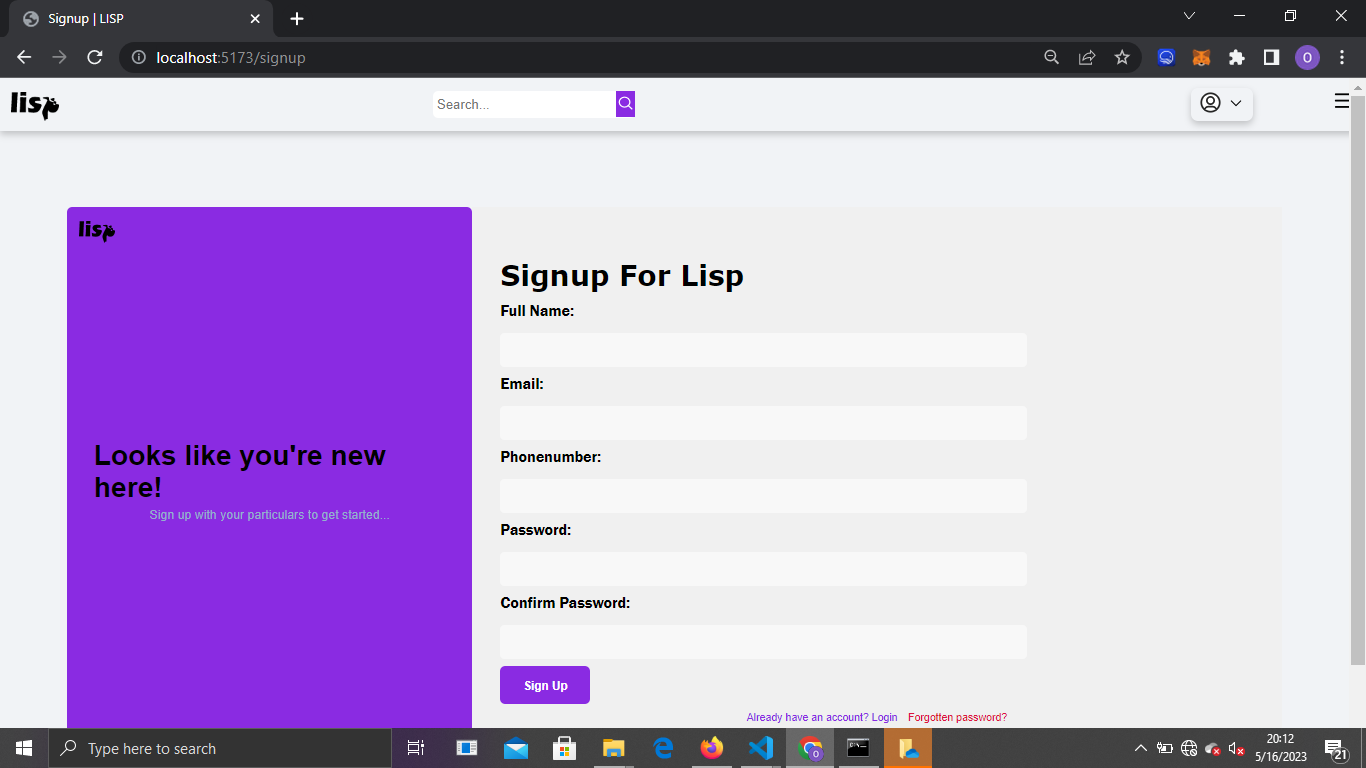 Signup | LISP
localhost:5173/signup
O
lisp
Search...
lisp
Looks like you're new
here!
Sign up with your particulars to get started...
Signup For Lisp
Full Name:
Email:
Phonenumber:
Password:
Confirm Password:
Sign Up
Already have an account? Login
Forgotten password?
Type here to search
O
20:12
5/16/2023
21